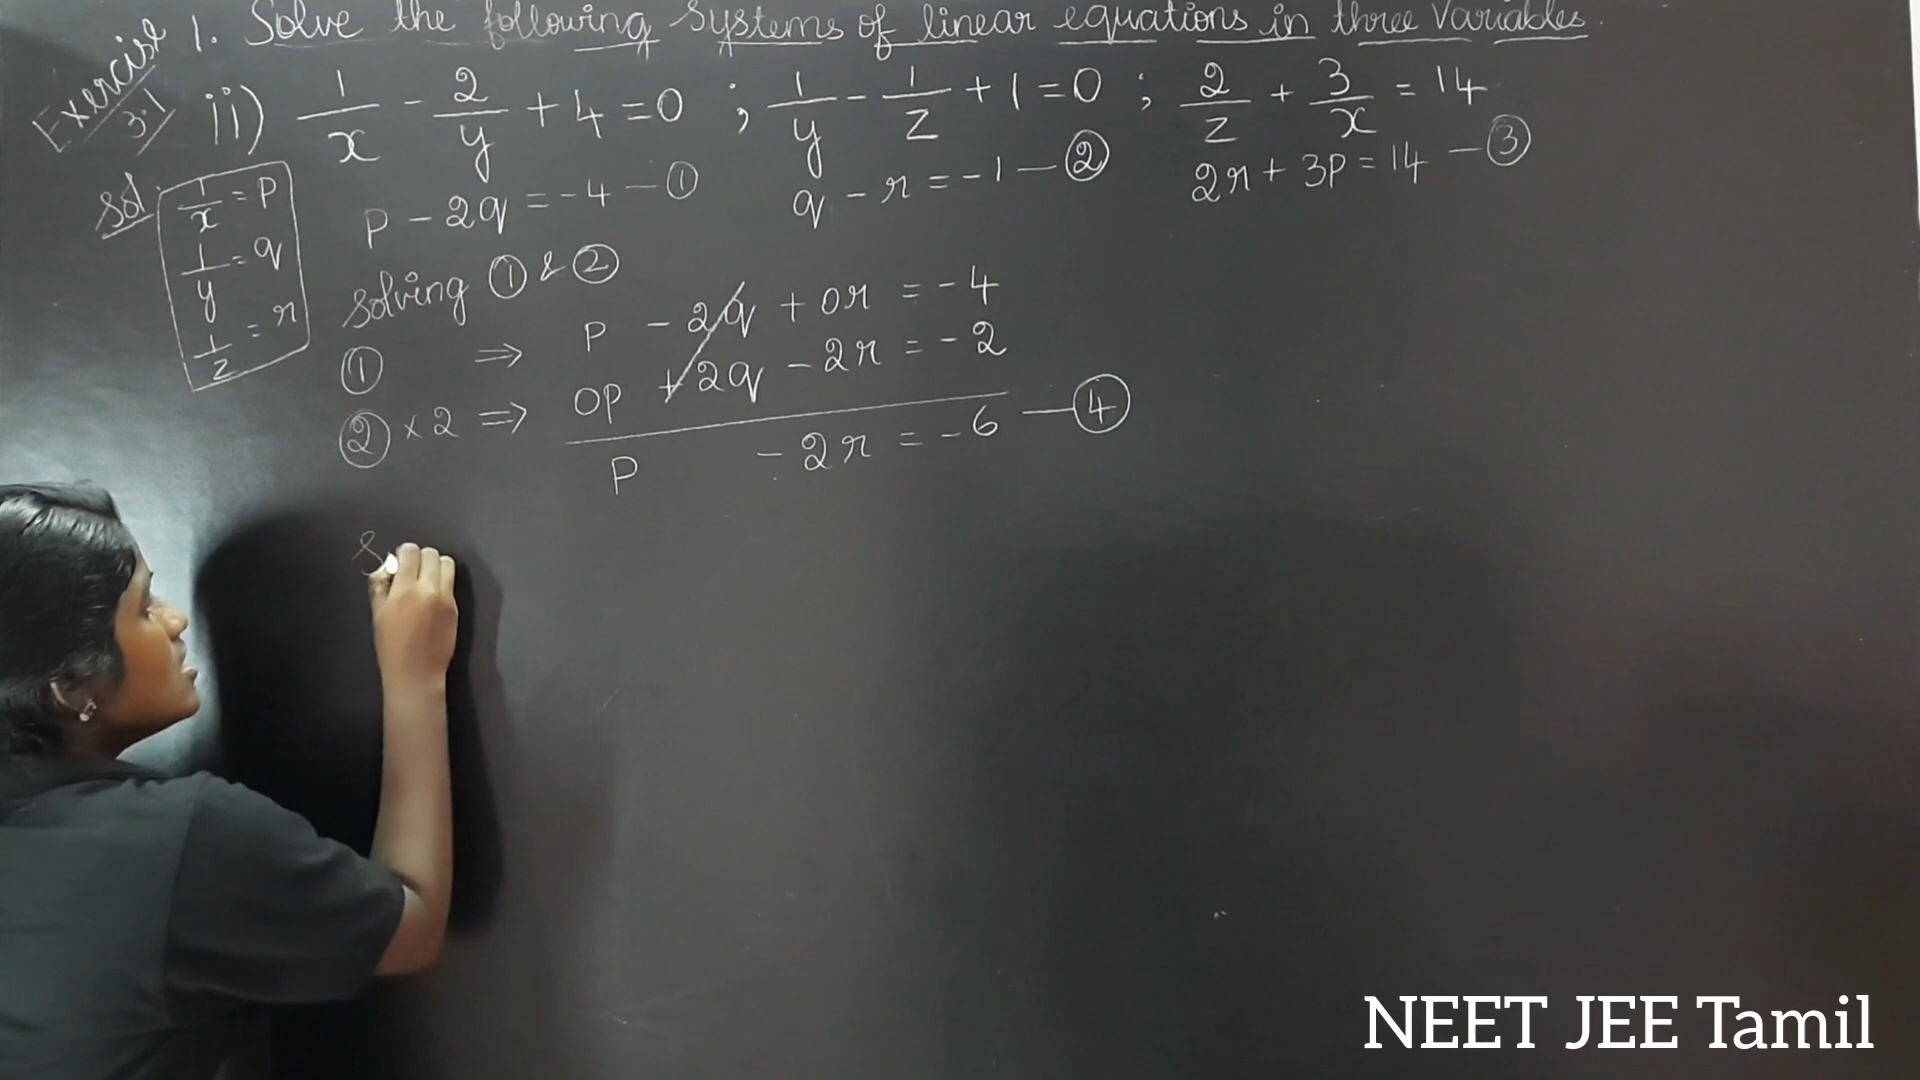 Exercise 3.1
1. Solve the following systems of linear equations in three variables.
ii) 1/x - 2/y + 4 = 0 ; 1/y - 1/z + 1 = 0 ; 2/z + 3/x = 14
sol.
1/x = p
1/y = q
1/z = r
p - 2q = -4 — ① q - r = -1 — ② 2r + 3p = 14 — ③
solving ① & ②
① ⇒ p - 2q + 0r = -4
② × 2 ⇒ 0p + 2q - 2r = -2
p - 2r = -6 — ④
NEET JEE Tamil